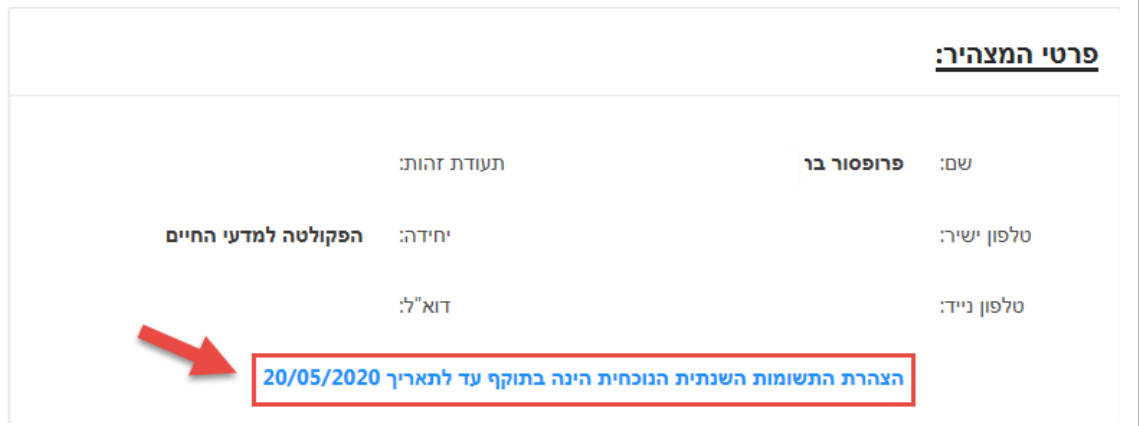 פרטי המצהיר:
שם: פרופסור בר תעודת זהות:
טלפון ישיר: יחידה: הפקולטה למדעי החיים
טלפון נייד: דוא"ל:
הצהרת התשומות השנתית הנוכחית הינה בתוקף עד לתאריך 20/05/2020